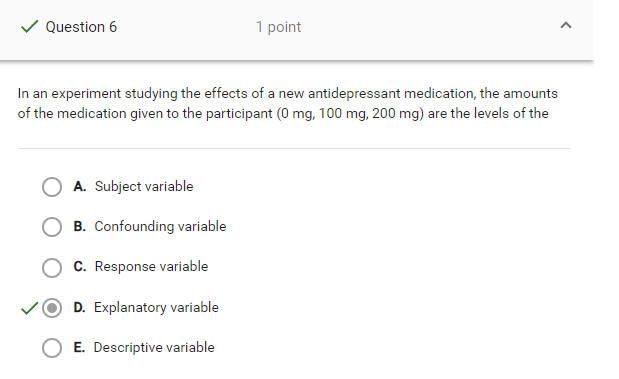 Question 6 1 point
In an experiment studying the effects of a new antidepressant medication, the amounts
of the medication given to the participant (0 mg, 100 mg, 200 mg) are the levels of the
A. Subject variable
B. Confounding variable
C. Response variable
D. Explanatory variable
E. Descriptive variable